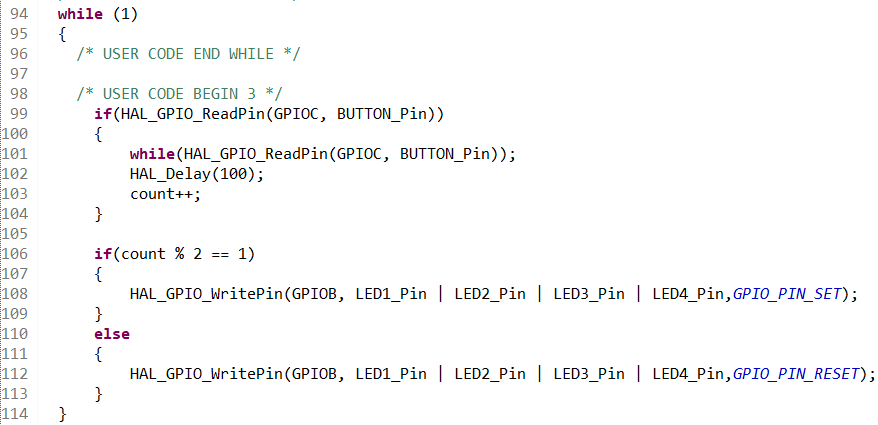 94 while (1)
95 {
96 /* USER CODE END WHILE */
97
98 /* USER CODE BEGIN 3 */
99 if(HAL_GPIO_ReadPin(GPIOC, BUTTON_Pin))
100 {
101 while(HAL_GPIO_ReadPin(GPIOC, BUTTON_Pin));
102 HAL_Delay(100);
103 count++;
104 }
105
106 if(count % 2 == 1)
107 {
108 HAL_GPIO_WritePin(GPIOB, LED1_Pin | LED2_Pin | LED3_Pin | LED4_Pin,GPIO_PIN_SET);
109 }
110 else
111 {
112 HAL_GPIO_WritePin(GPIOB, LED1_Pin | LED2_Pin | LED3_Pin | LED4_Pin,GPIO_PIN_RESET);
113 }
114 }